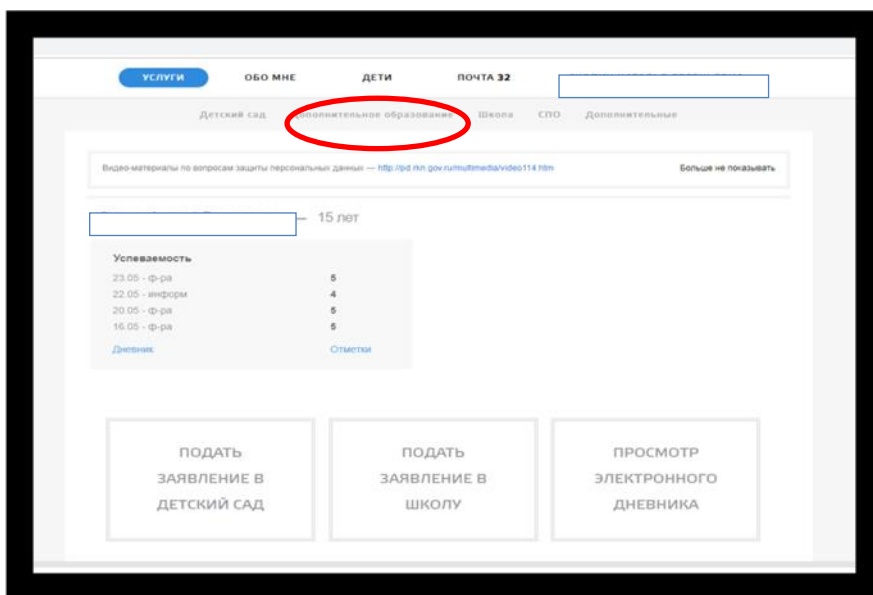 УСЛУГИ ОБО МНЕ ДЕТИ ПОЧТА 32
Детский сад Дополнительное образование Школа СПО Дополнительные
Видео-материалы по вопросам защиты персональных данных — http://pd.rkn.gov.ru/multimedia/video114.htm Больше не показывать
— 15 лет
Успеваемость
23.05 - ф-ра 5
22.05 - информ 4
20.05 - ф-ра 5
16.05 - ф-ра 5
Дневник Отметки
ПОДАТЬ
ЗАЯВЛЕНИЕ В
ДЕТСКИЙ САД
ПОДАТЬ
ЗАЯВЛЕНИЕ В
ШКОЛУ
ПРОСМОТР
ЭЛЕКТРОННОГО
ДНЕВНИКА